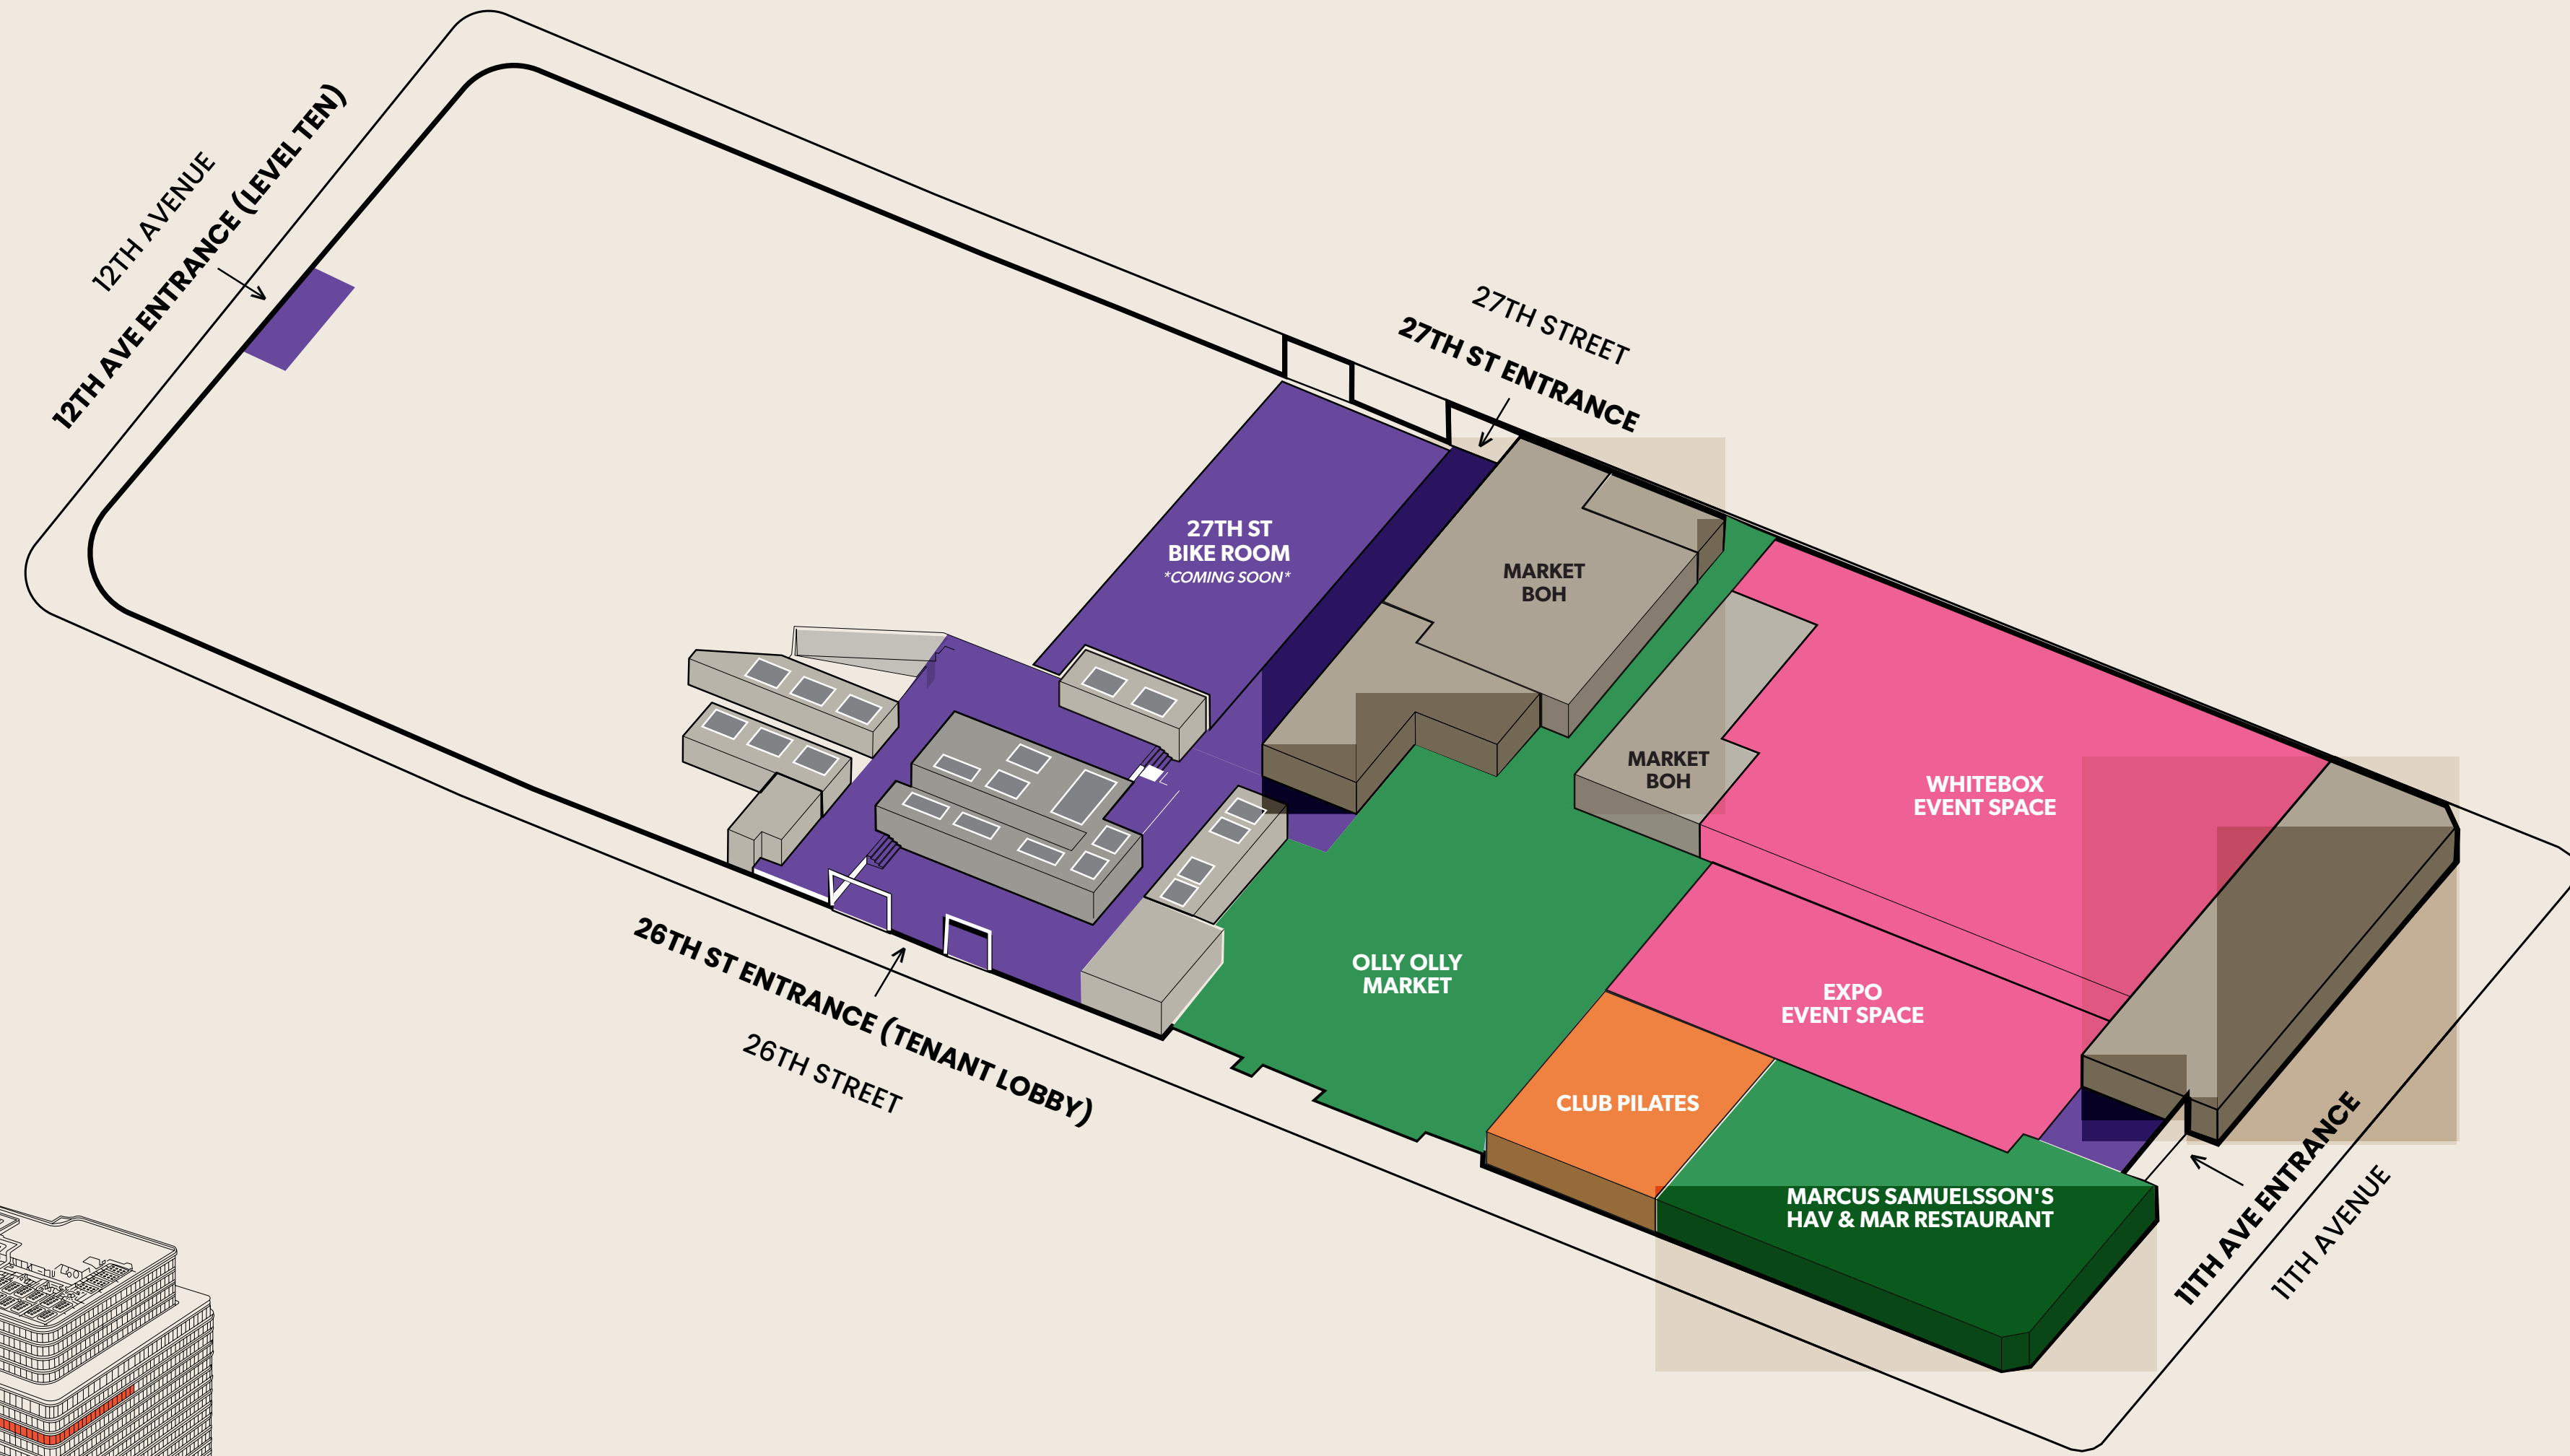 12TH AVENUE
12TH AVE ENTRANCE (LEVEL TEN)
27TH STREET
27TH ST ENTRANCE
27TH ST
BIKE ROOM
*COMING SOON*
MARKET
BOH
MARKET
BOH
WHITEBOX
EVENT SPACE
OLLY OLLY
MARKET
EXPO
EVENT SPACE
CLUB PILATES
MARCUS SAMUELSSON'S
HAV & MAR RESTAURANT
26TH ST ENTRANCE (TENANT LOBBY)
26TH STREET
11TH AVE ENTRANCE
11TH AVENUE